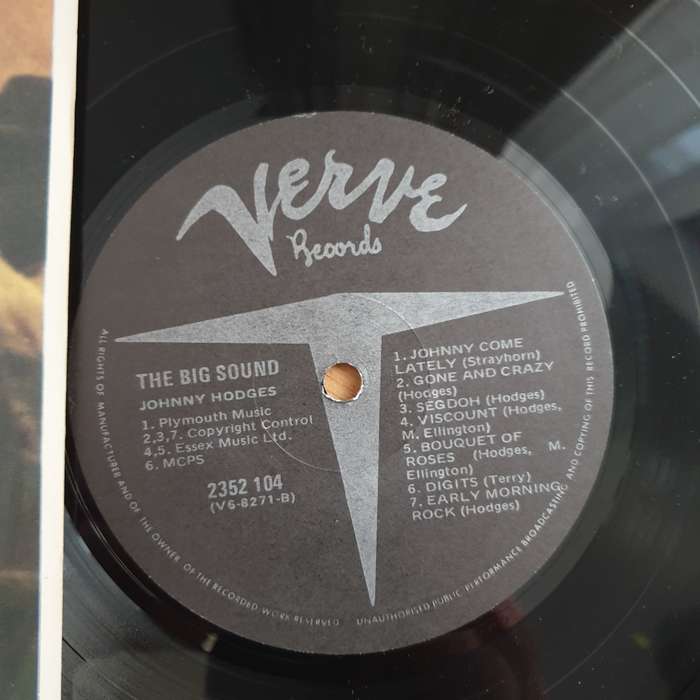 Verve
Records
THE BIG SOUND
JOHNNY HODGES
1. Plymouth Music
2,3,7. Copyright Control
4,5. Essex Music Ltd.
6. MCPS
2352 104
(V6-8271-B)
1. JOHNNY COME
LATELY (Strayhorn)
2. GONE AND CRAZY
(Hodges)
3. SEGDOH (Hodges)
4. VISCOUNT (Hodges,
M. Ellington)
5. BOUQUET OF
ROSES (Hodges, M.
Ellington)
6. DIGITS (Terry)
7. EARLY MORNING
ROCK (Hodges)
ALL RIGHTS OF MANUFACTURER AND OF THE OWNER OF THE RECORDED WORK RESERVED UNAUTHORISED PUBLIC PERFORMANCE BROADCASTING AND COPYING OF THIS RECORD PROHIBITED